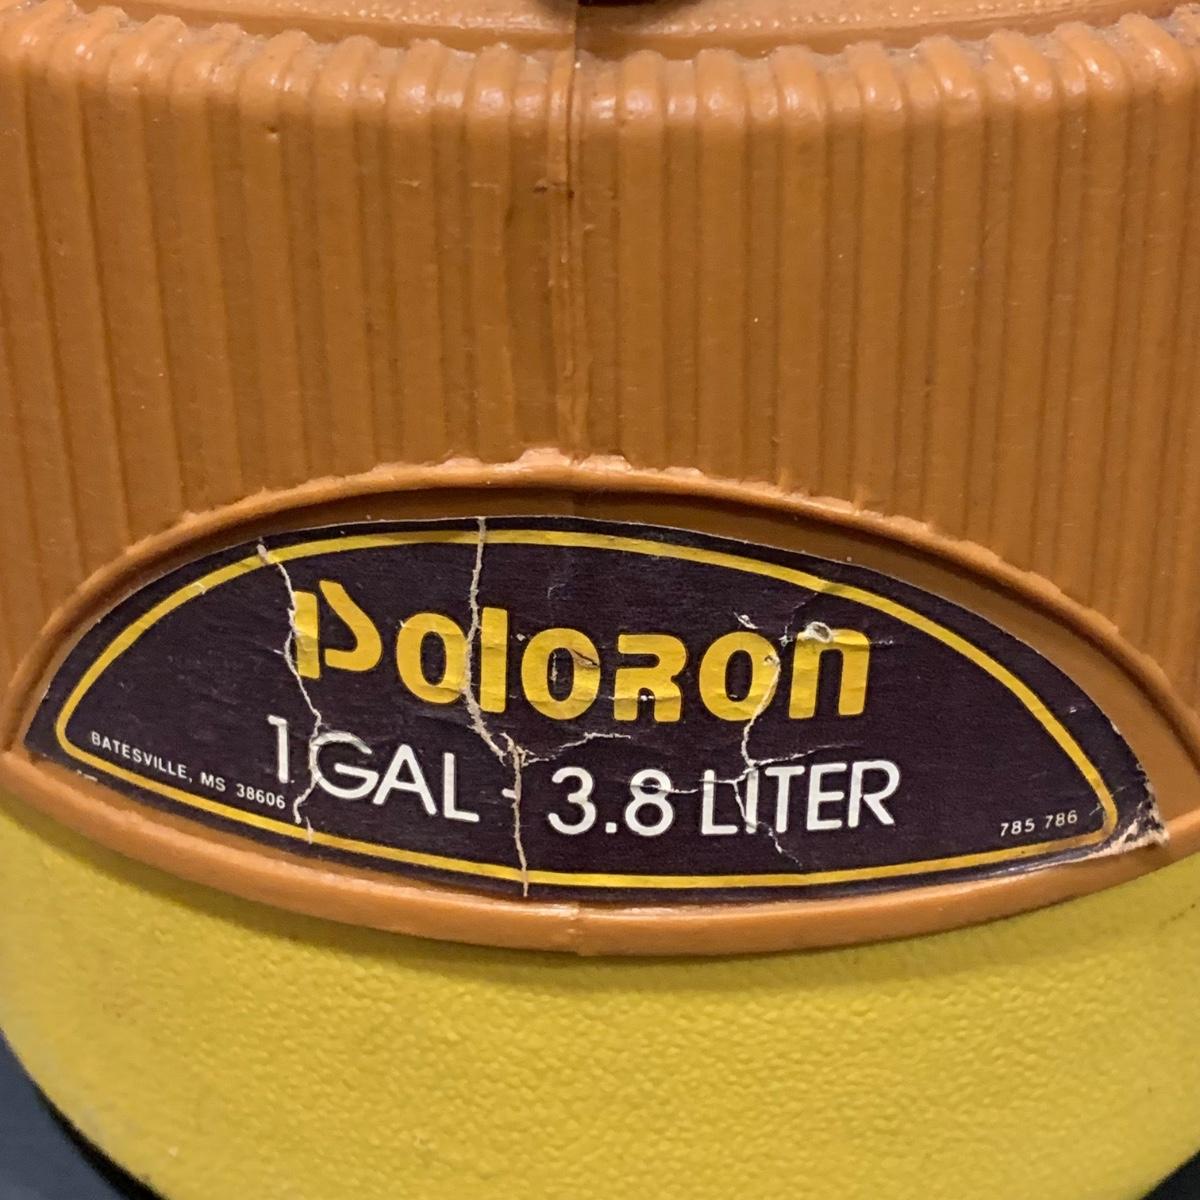 Poloron
1 GAL - 3.8 LITER
BATESVILLE, MS 38606
785 786